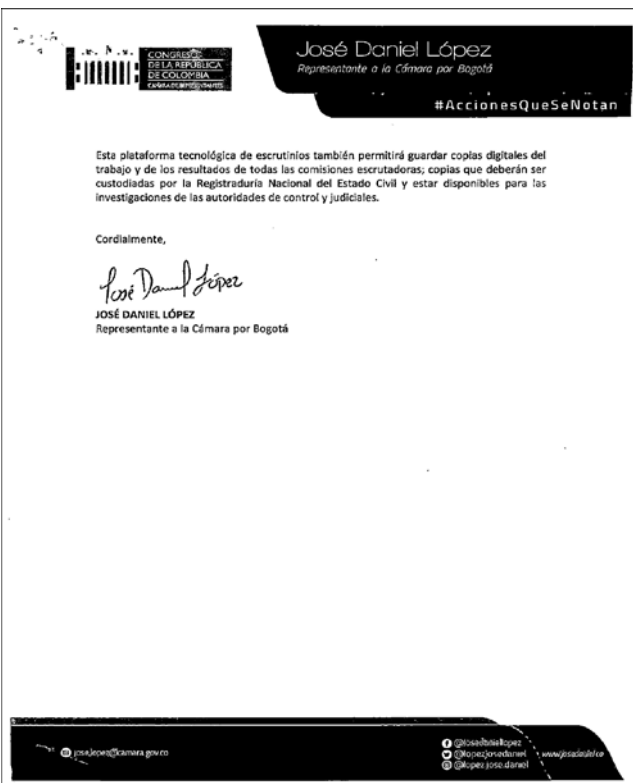 CONGRESO
DE LA REPÚBLICA
DE COLOMBIA
CÁMARA DE REPRESENTANTES
José Daniel López
Representante a la Cámara por Bogotá
#AccionesQueSeNotan
Esta plataforma tecnológica de escrutinios también permitirá guardar copias digitales del
trabajo y de los resultados de todas las comisiones escrutadoras; copias que deberán ser
custodiadas por la Registraduría Nacional del Estado Civil y estar disponibles para las
investigaciones de las autoridades de control y judiciales.
Cordialmente,
José Daniel López
JOSÉ DANIEL LÓPEZ
Representante a la Cámara por Bogotá
jose.lopez@camara.gov.co
@lopezjosedaniel
@lopez.jose.daniel